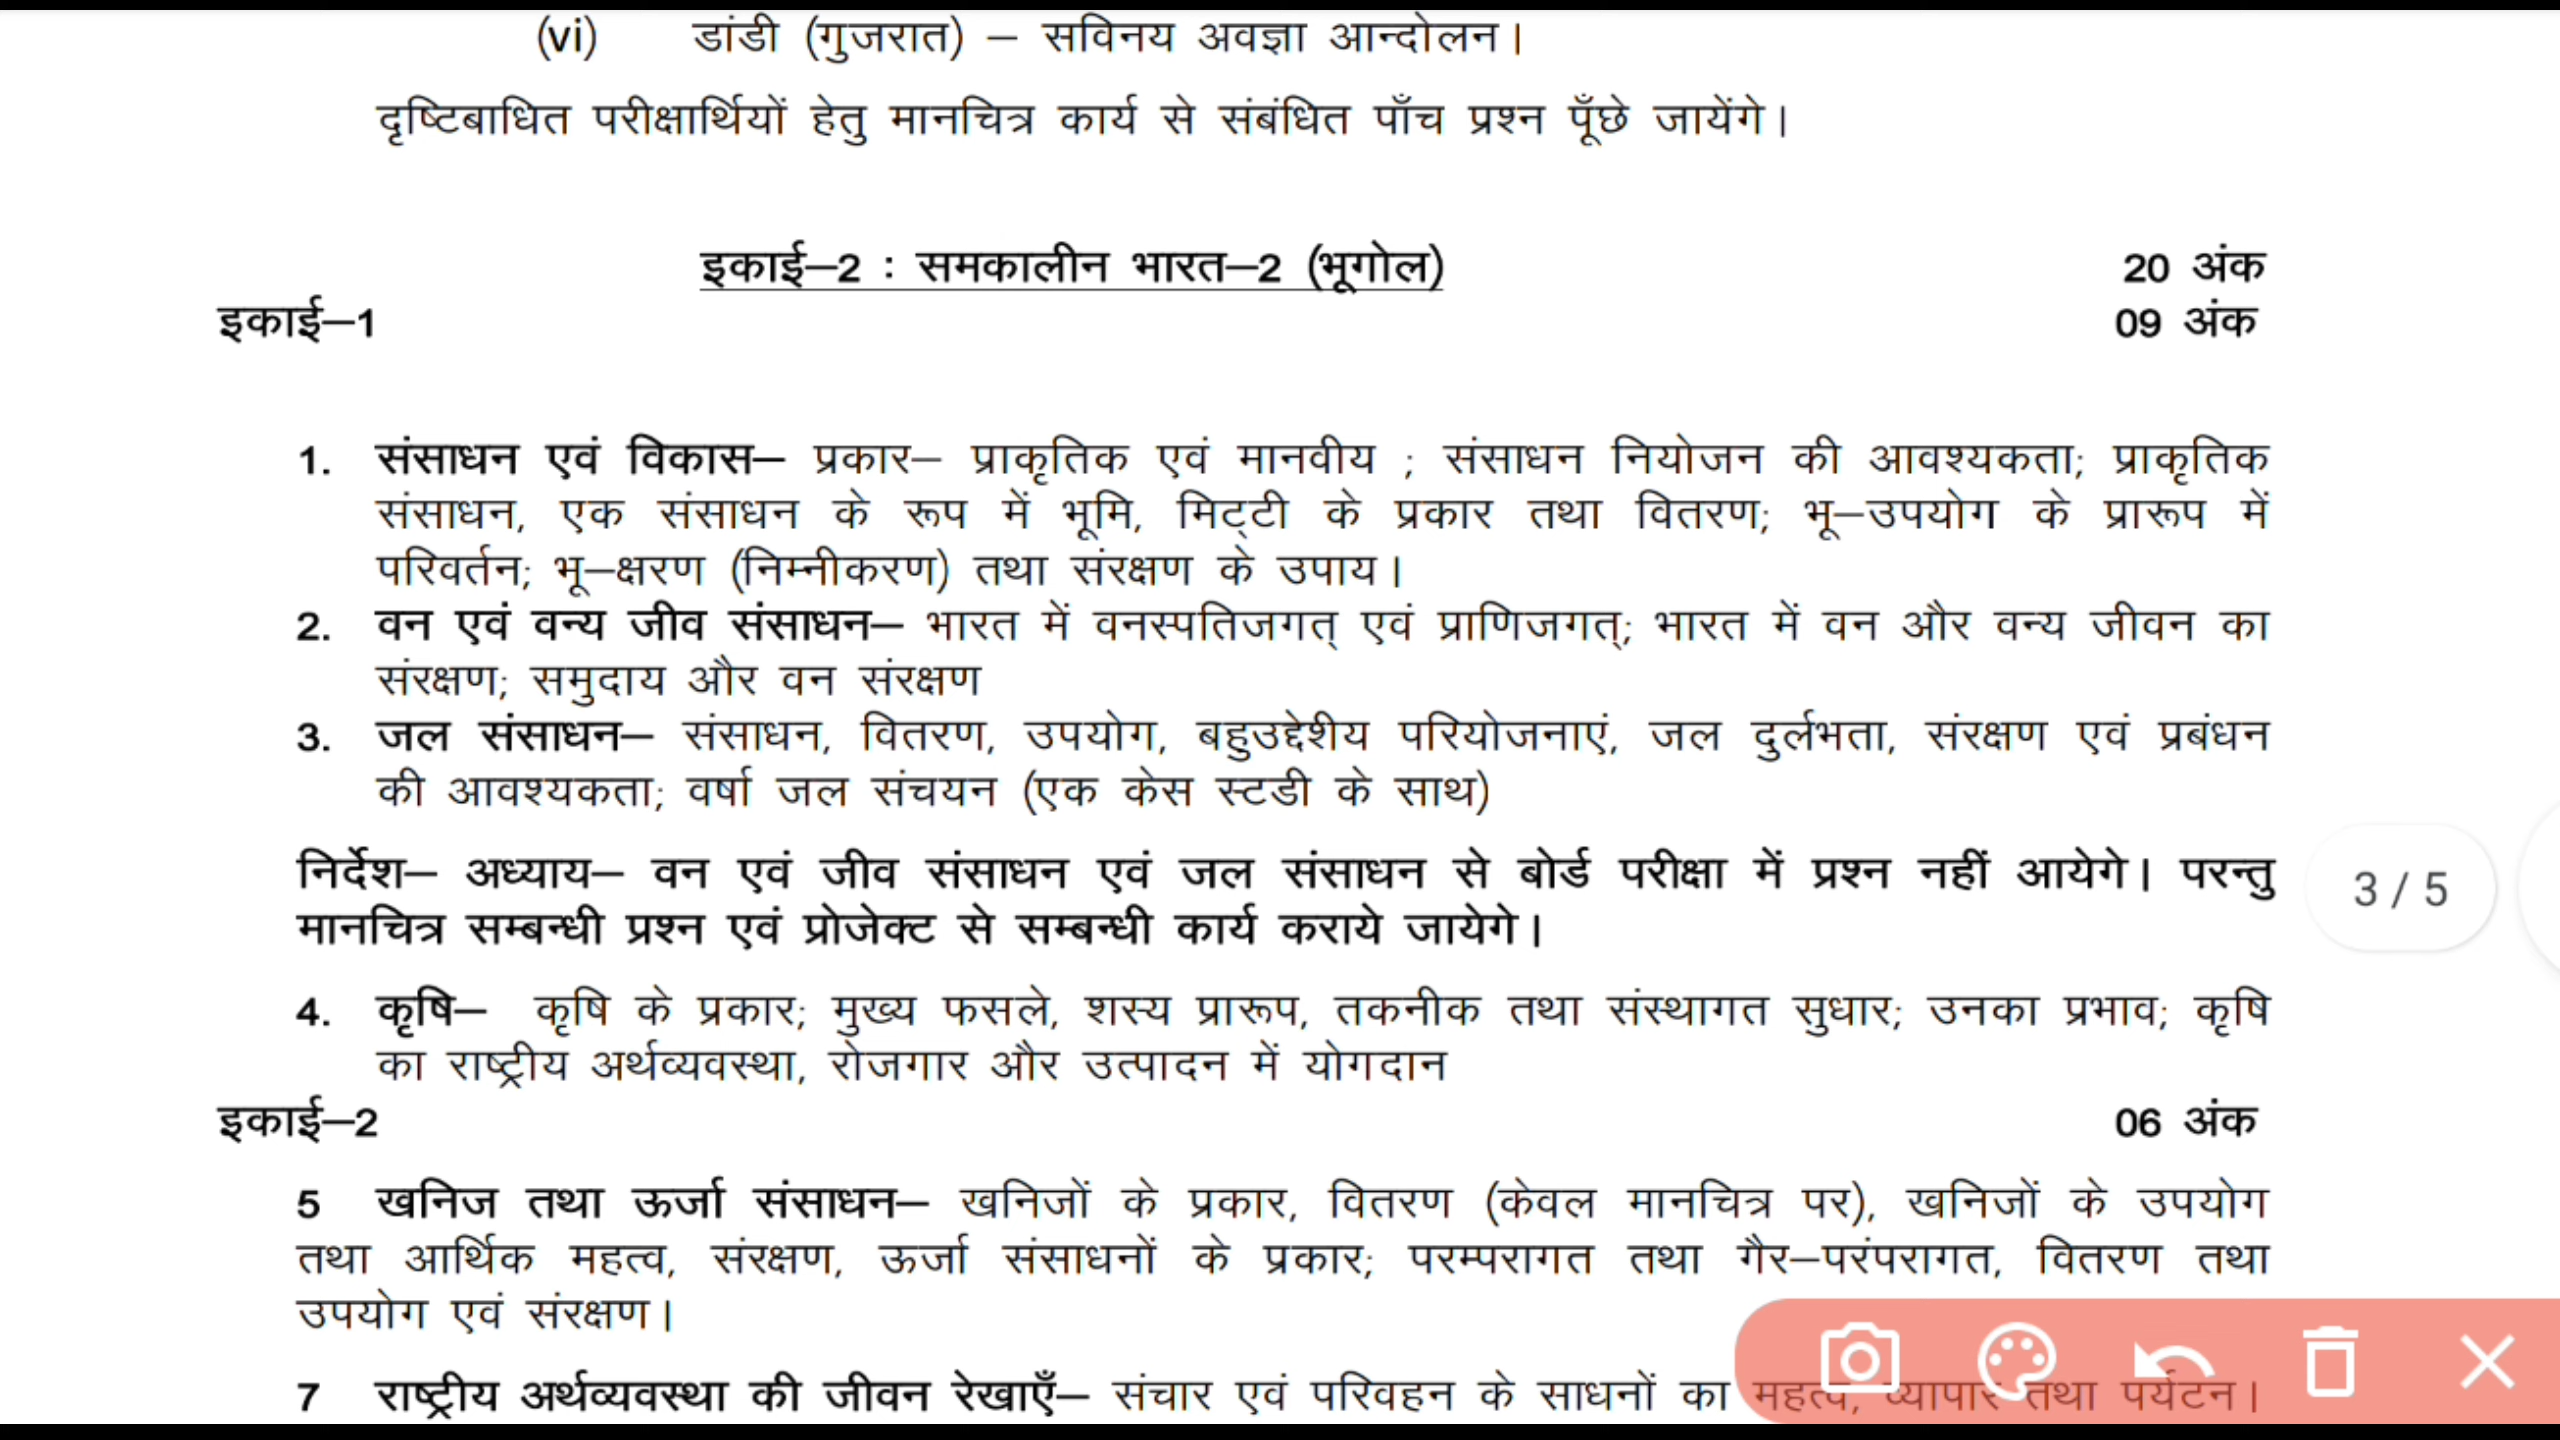 (vi) डांडी (गुजरात) – सविनय अवज्ञा आन्दोलन।
दृष्टिबाधित परीक्षार्थियों हेतु मानचित्र कार्य से संबंधित पाँच प्रश्न पूँछे जायेंगे।
इकाई–2 : समकालीन भारत–2 (भूगोल) 20 अंक
इकाई–1 09 अंक
1. संसाधन एवं विकास– प्रकार– प्राकृतिक एवं मानवीय ; संसाधन नियोजन की आवश्यकता; प्राकृतिक
संसाधन, एक संसाधन के रूप में भूमि, मिट्टी के प्रकार तथा वितरण; भू–उपयोग के प्रारूप में
परिवर्तन; भू–क्षरण (निम्नीकरण) तथा संरक्षण के उपाय।
2. वन एवं वन्य जीव संसाधन– भारत में वनस्पतिजगत् एवं प्राणिजगत्; भारत में वन और वन्य जीवन का
संरक्षण; समुदाय और वन संरक्षण
3. जल संसाधन– संसाधन, वितरण, उपयोग, बहुउद्देशीय परियोजनाएं, जल दुर्लभता, संरक्षण एवं प्रबंधन
की आवश्यकता; वर्षा जल संचयन (एक केस स्टडी के साथ)
निर्देश– अध्याय– वन एवं जीव संसाधन एवं जल संसाधन से बोर्ड परीक्षा में प्रश्न नहीं आयेगे। परन्तु
मानचित्र सम्बन्धी प्रश्न एवं प्रोजेक्ट से सम्बन्धी कार्य कराये जायेगे।
3 / 5
4. कृषि– कृषि के प्रकार; मुख्य फसले, शस्य प्रारूप, तकनीक तथा संस्थागत सुधार; उनका प्रभाव; कृषि
का राष्ट्रीय अर्थव्यवस्था, रोजगार और उत्पादन में योगदान
इकाई–2 06 अंक
5 खनिज तथा ऊर्जा संसाधन– खनिजों के प्रकार, वितरण (केवल मानचित्र पर), खनिजों के उपयोग
तथा आर्थिक महत्व, संरक्षण, ऊर्जा संसाधनों के प्रकार; परम्परागत तथा गैर–परंपरागत, वितरण तथा
उपयोग एवं संरक्षण।
7 राष्ट्रीय अर्थव्यवस्था की जीवन रेखाएँ– संचार एवं परिवहन के साधनों का महत्व, व्यापार तथा पर्यटन।